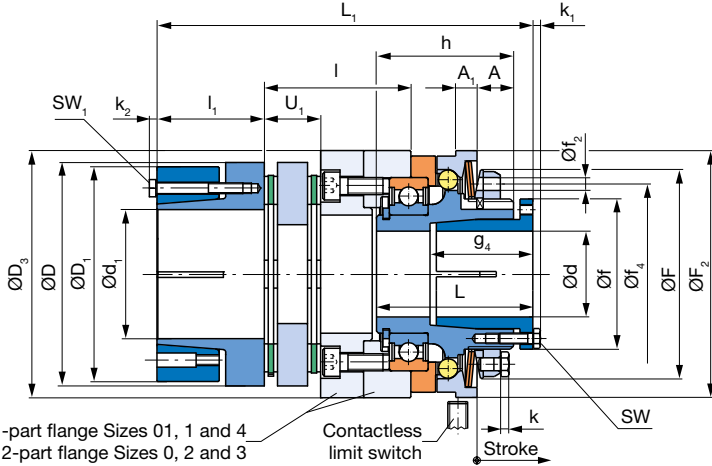 L₁
k₁
h
l
A₁ A
SW₁
k₂
l₁
U₁
Øf₂
ØD₃
ØD
ØD₁
Ød₁
g₄
L
Ød
Øf
Øf₄
ØF
ØF₂
-part flange Sizes 01, 1 and 4
2-part flange Sizes 0, 2 and 3
Contactless
limit switch
k
SW
Stroke